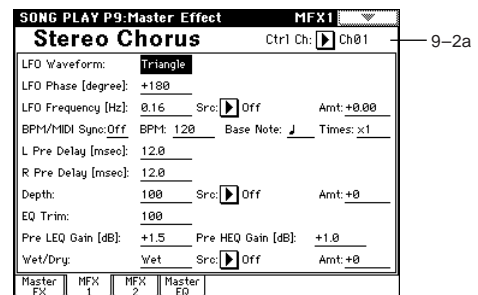 SONG PLAY P9:Master Effect MFX1
Stereo Chorus Ctrl Ch: Ch01 9–2a
LFO Waveform: Triangle
LFO Phase [degree]: +180
LFO Frequency [Hz]: 0.16 Src: Off Amt: +0.00
BPM/MIDI Sync: Off BPM: 120 Base Note: ♩ Times: x1
L Pre Delay [msec]: 12.0
R Pre Delay [msec]: 12.0
Depth: 100 Src: Off Amt: +0
EQ Trim: 100
Pre LEQ Gain [dB]: +1.5 Pre HEQ Gain [dB]: +1.0
Wet/Dry: Wet Src: Off Amt: +0
Master FX MFX 1 MFX 2 Master EQ